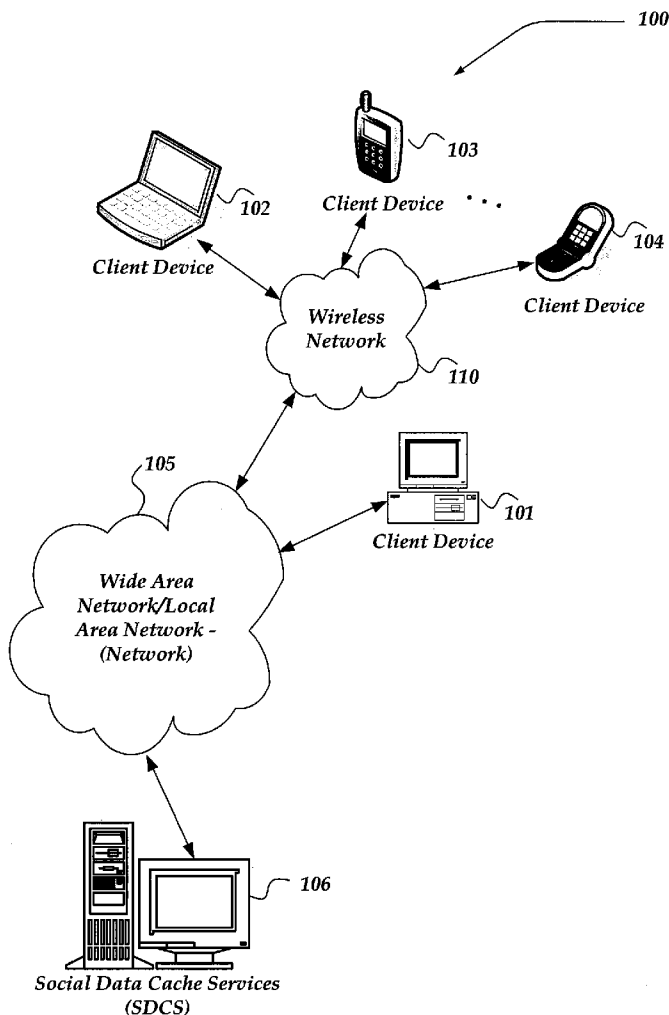 100
103
Client Device
. . .
102
Client Device
104
Client Device
Wireless
Network
110
105
101
Client Device
Wide Area
Network/Local
Area Network -
(Network)
106
Social Data Cache Services
(SDCS)